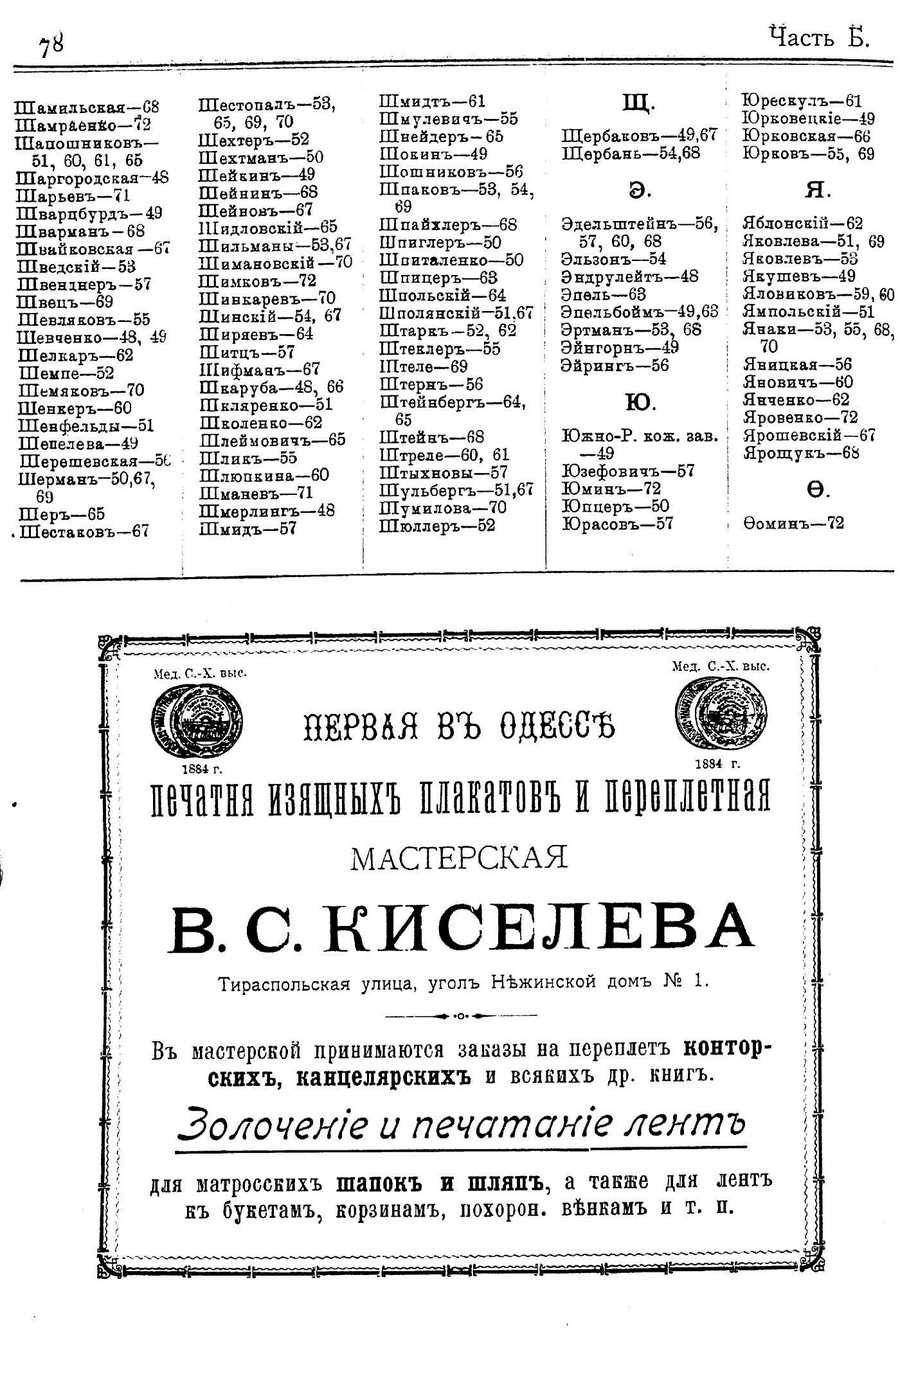 78
Часть Б.
Шамильская—68
Шамраенко—72
Шапошниковъ—
51, 60, 61, 65
Шаргородская—48
Шарьевъ—71
Шварцбурдъ—49
Шварманъ—68
Швайковская—67
Шведскій—53
Швенднеръ—57
Швецъ—69
Шевляковъ—55
Шевченко—48, 49
Шелкаръ—62
Шемпе—52
Шемяковъ—70
Шенкеръ—60
Шенфельды—51
Шепелева—49
Шерешевская—56
Шерманъ—50,67,
69
Шеръ—65
Шестаковъ—67
Шестопалъ—53,
65, 69, 70
Шехтеръ—52
Шехтманъ—50
Шейкинъ—49
Шейнинъ—68
Шейновъ—67
Шидловскій—65
Шильманы—53,67
Шимановскій—70
Шимковъ—72
Шинкаревъ—70
Шинскій—54, 67
Ширяевъ—64
Шитцъ—57
Шифманъ—67
Шкаруба—48, 66
Шкляренко—51
Школенко—62
Шлеймовичъ—65
Шликъ—55
Шлюпкина—60
Шманевъ—71
Шмерлингъ—48
Шмидъ—57
Шмидтъ—61
Шмулевичъ—55
Шнейдеръ—65
Шокинъ—49
Шошниковъ—56
Шпаковъ—53, 54,
69
Шпайхлеръ—68
Шпиглеръ—50
Шпиталенко—50
Шпицеръ—63
Шпольскій—64
Шполянскій—51,67
Штаркъ—52, 62
Штеклеръ—55
Штеле—69
Штернъ—56
Штейнбергъ—64,
65
Штейнъ—68
Штреле—60, 61
Штыхновы—57
Шульбергъ—51,67
Шумилова—70
Шюллеръ—52
Щ.
Щербаковъ—49,67
Щербань—54,68
Э.
Эдельштейнъ—56,
57, 60, 68
Эльзонъ—54
Эндрулейтъ—48
Эпель—63
Эпельбоймъ—49,63
Эртманъ—53, 68
Эйнгорнъ—49
Эйрингъ—56
Ю.
Южно-Р. кож. зав.
—49
Юзефовичъ—57
Юминъ—72
Юпцеръ—50
Юрасовъ—57
Юрескулъ—61
Юрковецкіе—49
Юрковская—66
Юрковъ—55, 69
Я.
Яблонскій—62
Яковлева—51, 69
Яковлевъ—53
Якушевъ—49
Яловиковъ—59, 60
Ямпольскій—51
Янаки—53, 55, 68,
70
Яницкая—56
Яновичъ—60
Янченко—62
Яровенко—72
Ярошевскій—67
Ярощукъ—68
Ѳ.
Ѳоминъ—72
Мед. С.-Х. выс.
1884 г.
Мед. С.-Х. выс.
1884 г.
ПЕРВАЯ ВЪ ОДЕССѢ
печатня изящныхъ плакатовъ и переплетная
МАСТЕРСКАЯ
В. С. КИСЕЛЕВА
Тираспольская улица, уголъ Нѣжинской домъ № 1.
Въ мастерской принимаются заказы на переплетъ контор-
скихъ, канцелярскихъ и всякихъ др. книгъ.
Золоченіе и печатаніе лентъ
для матросскихъ шапокъ и шляпъ, а также для лентъ
къ букетамъ, корзинамъ, похорон. вѣнкамъ и т. п.